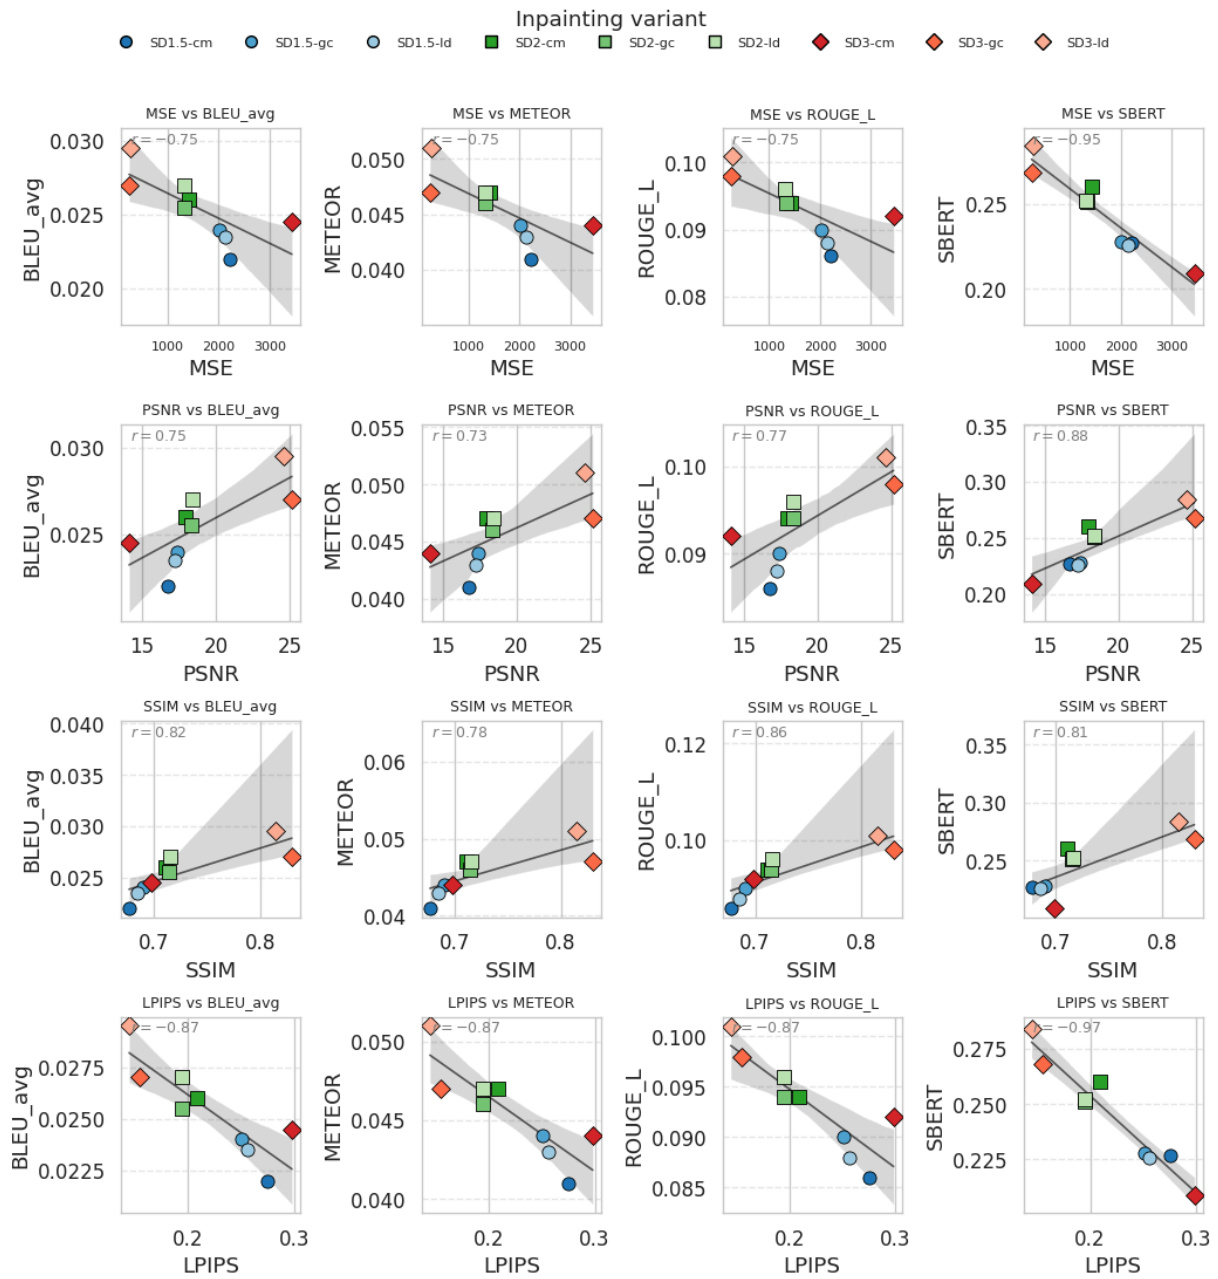 Inpainting variant
SD1.5-cm SD1.5-gc SD1.5-ld SD2-cm SD2-gc SD2-ld SD3-cm SD3-gc SD3-ld
MSE vs BLEU_avg
r = −0.75
0.030
0.025
0.020
BLEU_avg
1000 2000 3000
MSE
MSE vs METEOR
r = −0.75
0.050
0.045
0.040
METEOR
1000 2000 3000
MSE
MSE vs ROUGE_L
r = −0.75
0.10
0.09
0.08
ROUGE_L
1000 2000 3000
MSE
MSE vs SBERT
r = −0.95
0.25
0.20
SBERT
1000 2000 3000
MSE
PSNR vs BLEU_avg
r = 0.75
0.030
0.025
BLEU_avg
15 20 25
PSNR
PSNR vs METEOR
r = 0.73
0.055
0.050
0.045
0.040
METEOR
15 20 25
PSNR
PSNR vs ROUGE_L
r = 0.77
0.10
0.09
ROUGE_L
15 20 25
PSNR
PSNR vs SBERT
r = 0.88
0.35
0.30
0.25
0.20
SBERT
15 20 25
PSNR
SSIM vs BLEU_avg
r = 0.82
0.040
0.035
0.030
0.025
BLEU_avg
0.7 0.8
SSIM
SSIM vs METEOR
r = 0.78
0.06
0.05
0.04
METEOR
0.7 0.8
SSIM
SSIM vs ROUGE_L
r = 0.86
0.12
0.10
ROUGE_L
0.7 0.8
SSIM
SSIM vs SBERT
r = 0.81
0.35
0.30
0.25
SBERT
0.7 0.8
SSIM
LPIPS vs BLEU_avg
r = −0.87
0.0275
0.0250
0.0225
BLEU_avg
0.2 0.3
LPIPS
LPIPS vs METEOR
r = −0.87
0.050
0.045
0.040
METEOR
0.2 0.3
LPIPS
LPIPS vs ROUGE_L
r = −0.87
0.100
0.095
0.090
0.085
ROUGE_L
0.2 0.3
LPIPS
LPIPS vs SBERT
r = −0.97
0.275
0.250
0.225
SBERT
0.2 0.3
LPIPS